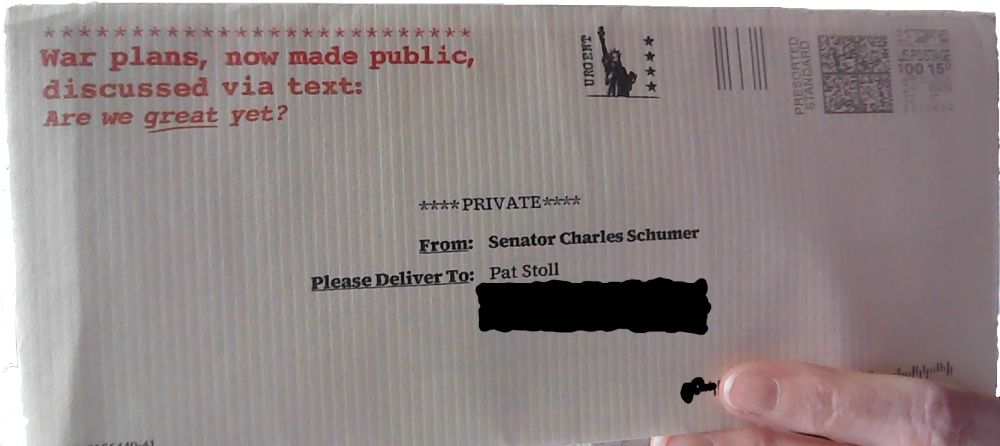 **************************
War plans, now made public,
discussed via text:
Are we great yet?
URGENT
PRESORTED
STANDARD
US POSTAGE
****PRIVATE****
From: Senator Charles Schumer
Please Deliver To: Pat Stoll